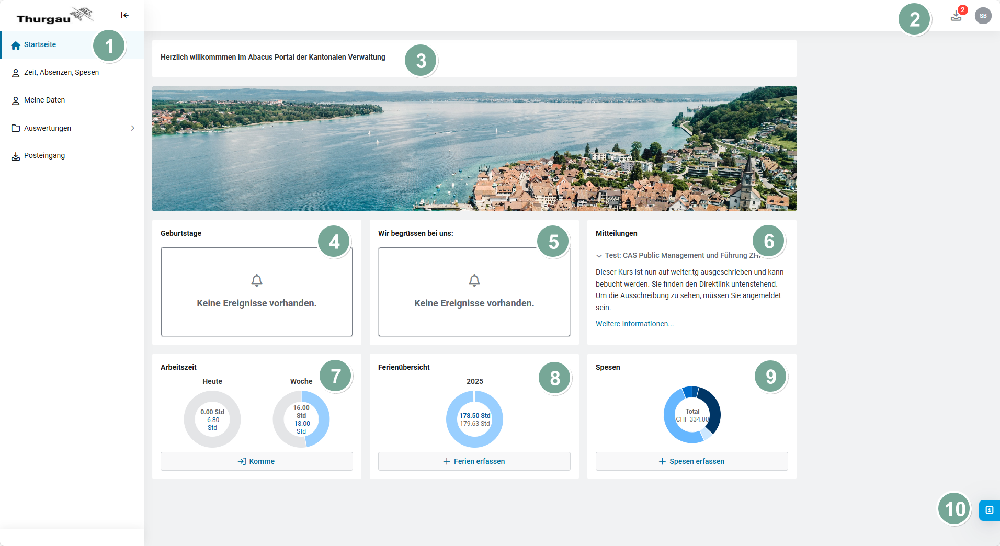 Thurgau
Startseite
1
Zeit, Absenzen, Spesen
Meine Daten
Auswertungen
Posteingang
2
2
SB
Herzlich willkommmen im Abacus Portal der Kantonalen Verwaltung
3
Geburtstage
4
Keine Ereignisse vorhanden.
Wir begrüssen bei uns:
5
Keine Ereignisse vorhanden.
Mitteilungen
6
Test: CAS Public Management und Führung
Dieser Kurs ist nun auf weiter.tg ausgeschrieben und kann
bebucht werden. Sie finden den Direktlink untenstehend.
Um die Ausschreibung zu sehen, müssen Sie angemeldet
sein.
Weitere Informationen...
Arbeitszeit
7
Heute
0.00 Std
-6.80
Std
Woche
16.00
Std
-18.00
Std
Komme
Ferienübersicht
8
2025
178.50 Std
179.63 Std
Ferien erfassen
Spesen
9
Total
CHF 334.00
Spesen erfassen
10